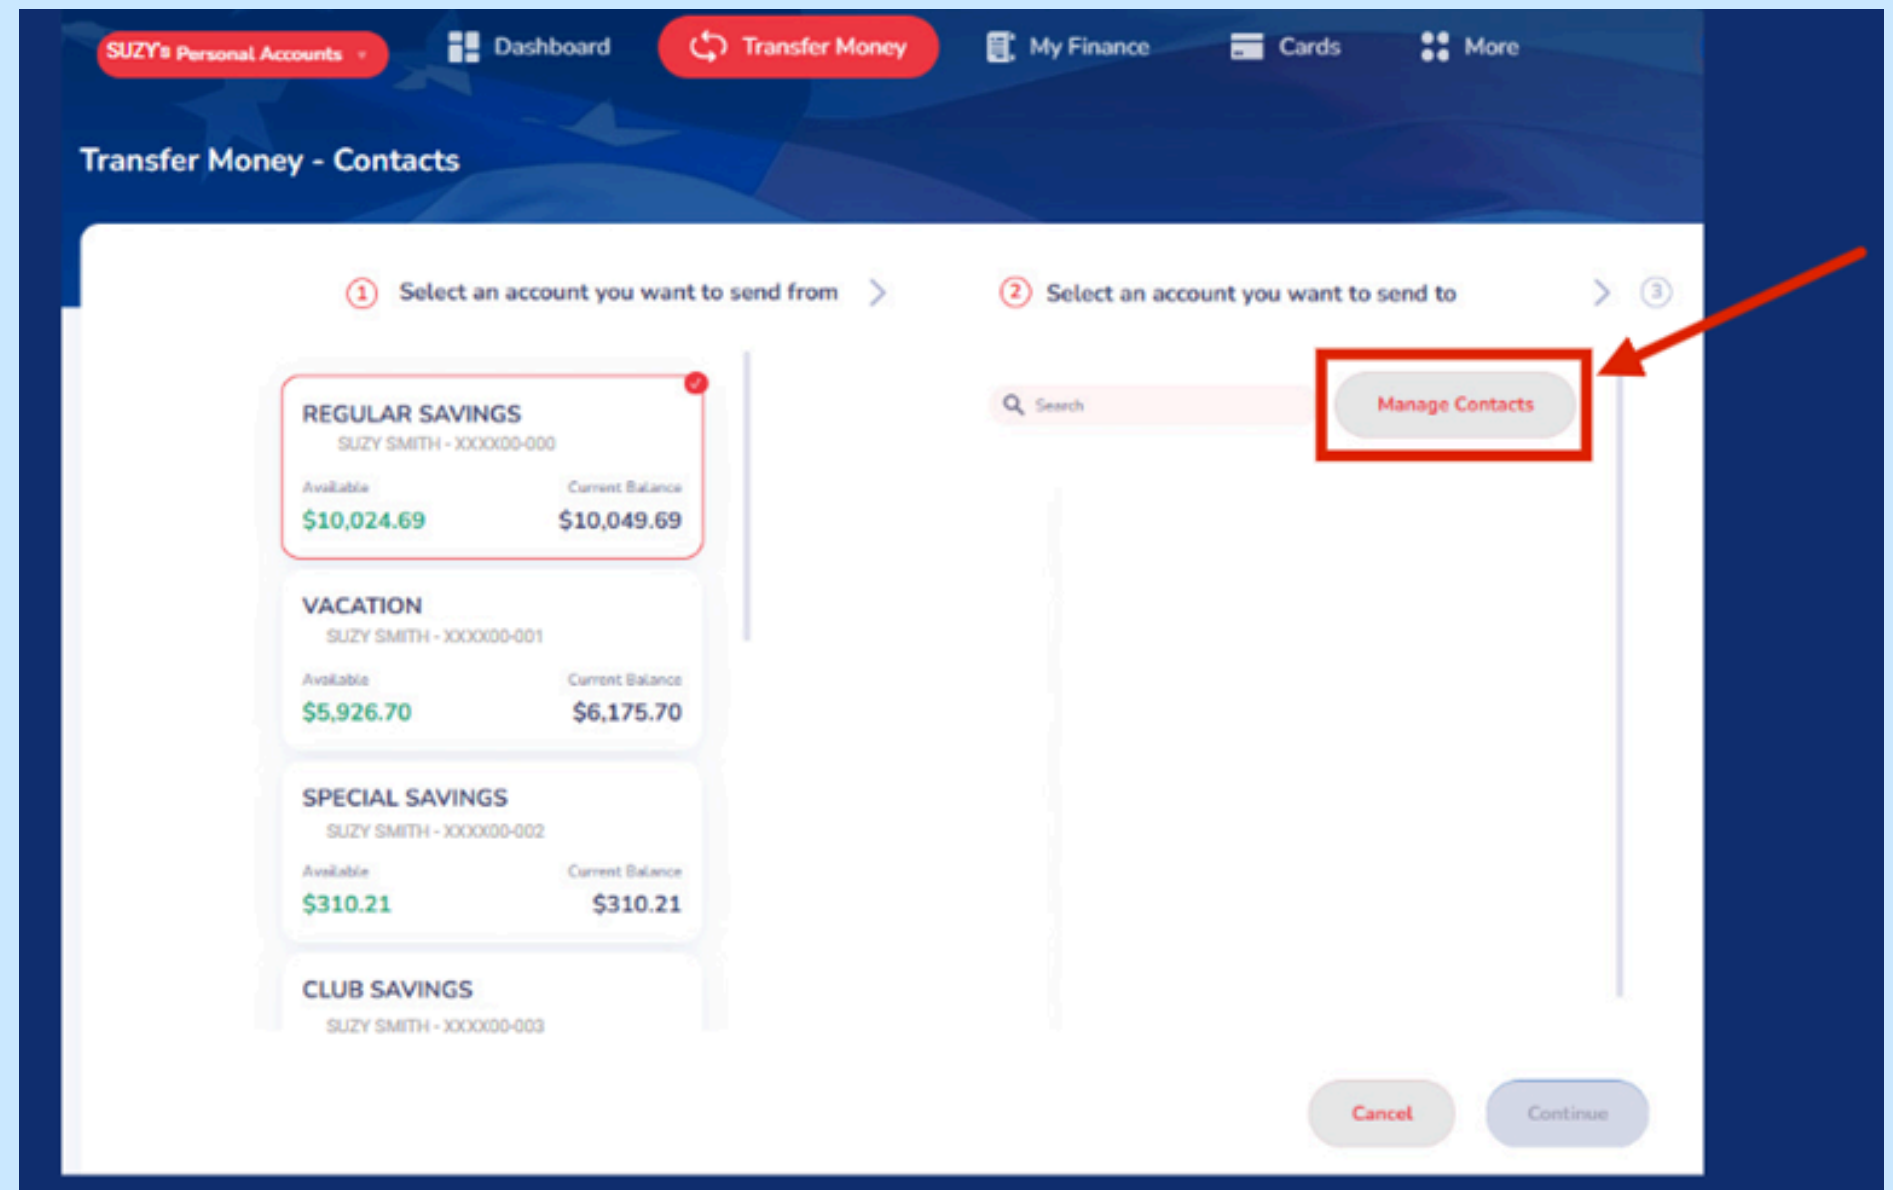 SUZY's Personal Accounts
Dashboard
Transfer Money
My Finance
Cards
More
Transfer Money - Contacts
1 Select an account you want to send from
2 Select an account you want to send to
3
REGULAR SAVINGS
SUZY SMITH - XXXX00-000
Available Current Balance
$10,024.69 $10,049.69
VACATION
SUZY SMITH - XXXX00-001
Available Current Balance
$5,926.70 $6,175.70
SPECIAL SAVINGS
SUZY SMITH - XXXX00-002
Available Current Balance
$310.21 $310.21
CLUB SAVINGS
SUZY SMITH - XXXX00-003
Search
Manage Contacts
Cancel
Continue